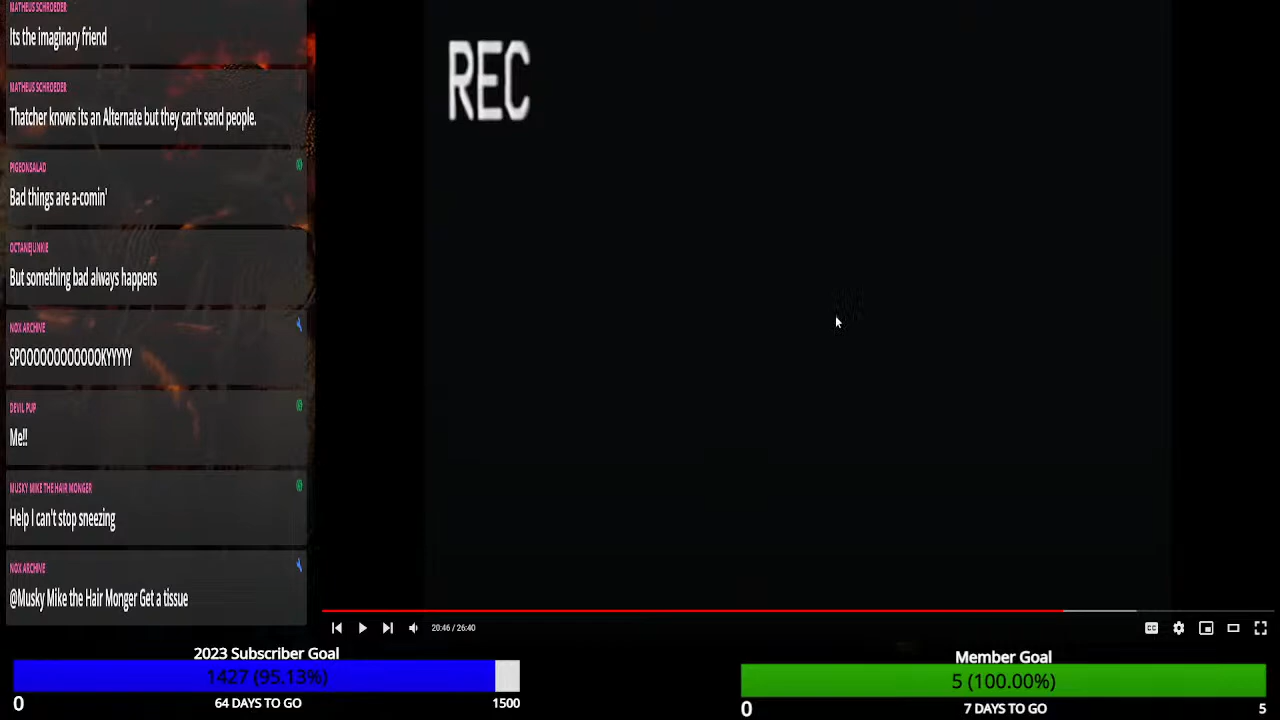 MATHEUS SCHROEDER
Its the imaginary friend
MATHEUS SCHROEDER
Thatcher knows its an Alternate but they can't send people.
PIGEONSALAD
Bad things are a-comin'
OCTANEJUNKIE
But something bad always happens
NOX ARCHIVE
SPOOOOOOOOOOOOKYYYYY
DEVIL PUP
Me!!
MUSKY MIKE THE HAIR MONGER
Help I can't stop sneezing
NOX ARCHIVE
@Musky Mike the Hair Monger Get a tissue
REC
20:46 / 26:40
CC
2023 Subscriber Goal
1427 (95.13%)
0
64 DAYS TO GO
1500
Member Goal
5 (100.00%)
0
7 DAYS TO GO
5